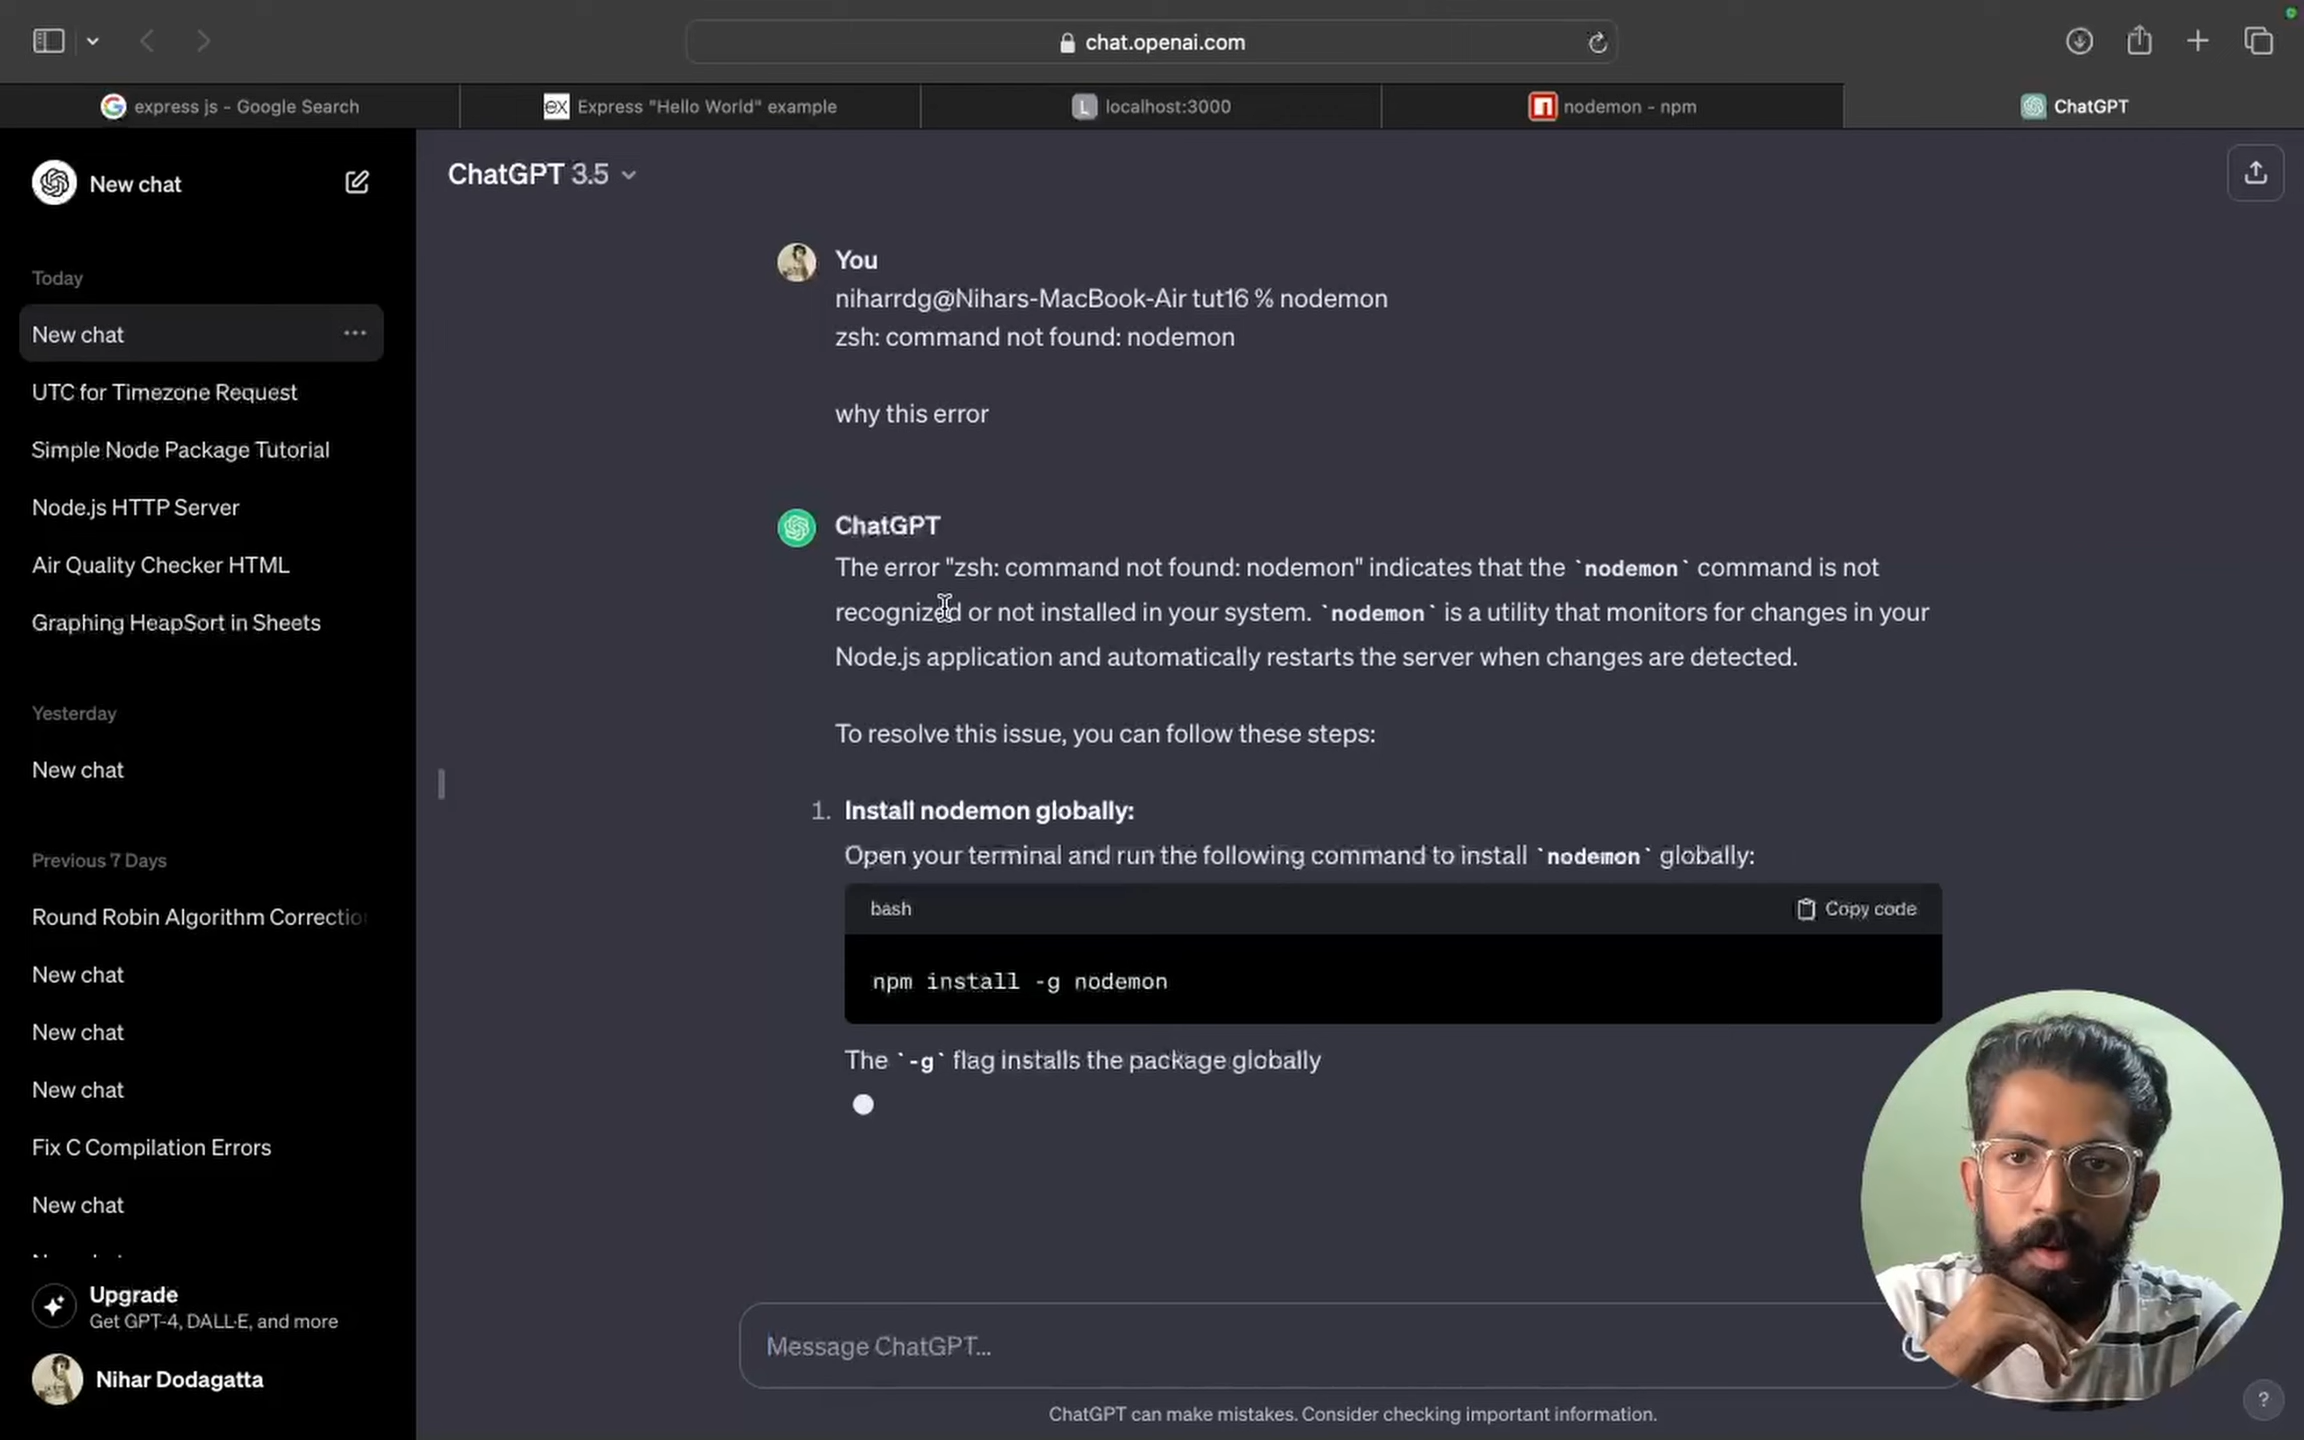 chat.openai.com
express js - Google Search
Express "Hello World" example
L
localhost:3000
nodemon - npm
ChatGPT
New chat
Today
New chat
UTC for Timezone Request
Simple Node Package Tutorial
Node.js HTTP Server
Air Quality Checker HTML
Graphing HeapSort in Sheets
Yesterday
New chat
Previous 7 Days
Round Robin Algorithm Correctio
New chat
New chat
New chat
Fix C Compilation Errors
New chat
Upgrade
Get GPT-4, DALL·E, and more
Nihar Dodagatta
ChatGPT 3.5
You
niharrdg@Nihars-MacBook-Air tut16 % nodemon
zsh: command not found: nodemon
why this error
ChatGPT
The error "zsh: command not found: nodemon" indicates that the `nodemon` command is not
recognized or not installed in your system. `nodemon` is a utility that monitors for changes in your
Node.js application and automatically restarts the server when changes are detected.
To resolve this issue, you can follow these steps:
1. Install nodemon globally:
Open your terminal and run the following command to install `nodemon` globally:
bash
Copy code
npm install -g nodemon
The `-g` flag installs the package globally
Message ChatGPT...
ChatGPT can make mistakes. Consider checking important information.
?